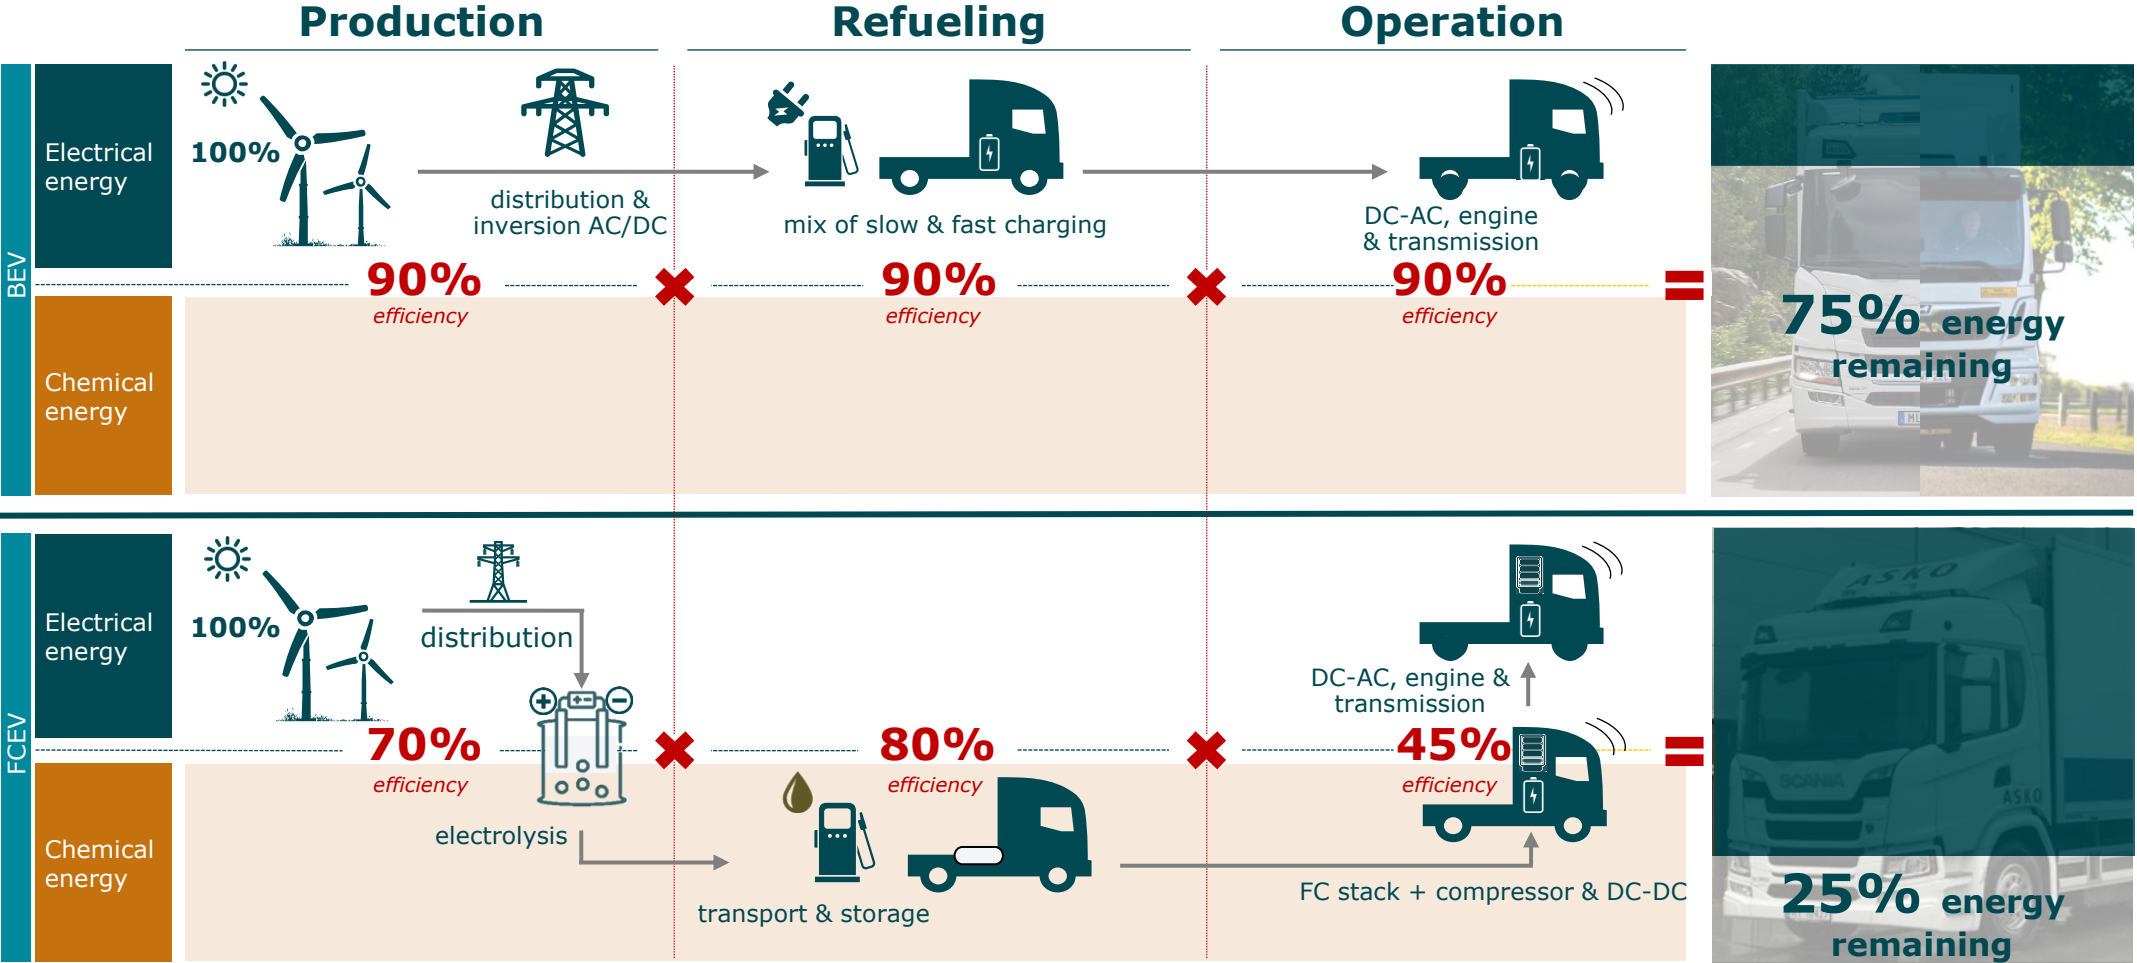 Production
Refueling
Operation
BEV
Electrical
energy
100%
distribution &
inversion AC/DC
mix of slow & fast charging
DC-AC, engine
& transmission
90%
efficiency
90%
efficiency
90%
efficiency
=
75% energy
remaining
Chemical
energy
FCEV
Electrical
energy
100%
distribution
DC-AC, engine &
transmission
70%
efficiency
80%
efficiency
45%
efficiency
=
ASKO
SCANIA
ASKO
Chemical
energy
electrolysis
transport & storage
FC stack + compressor & DC-DC
25% energy
remaining